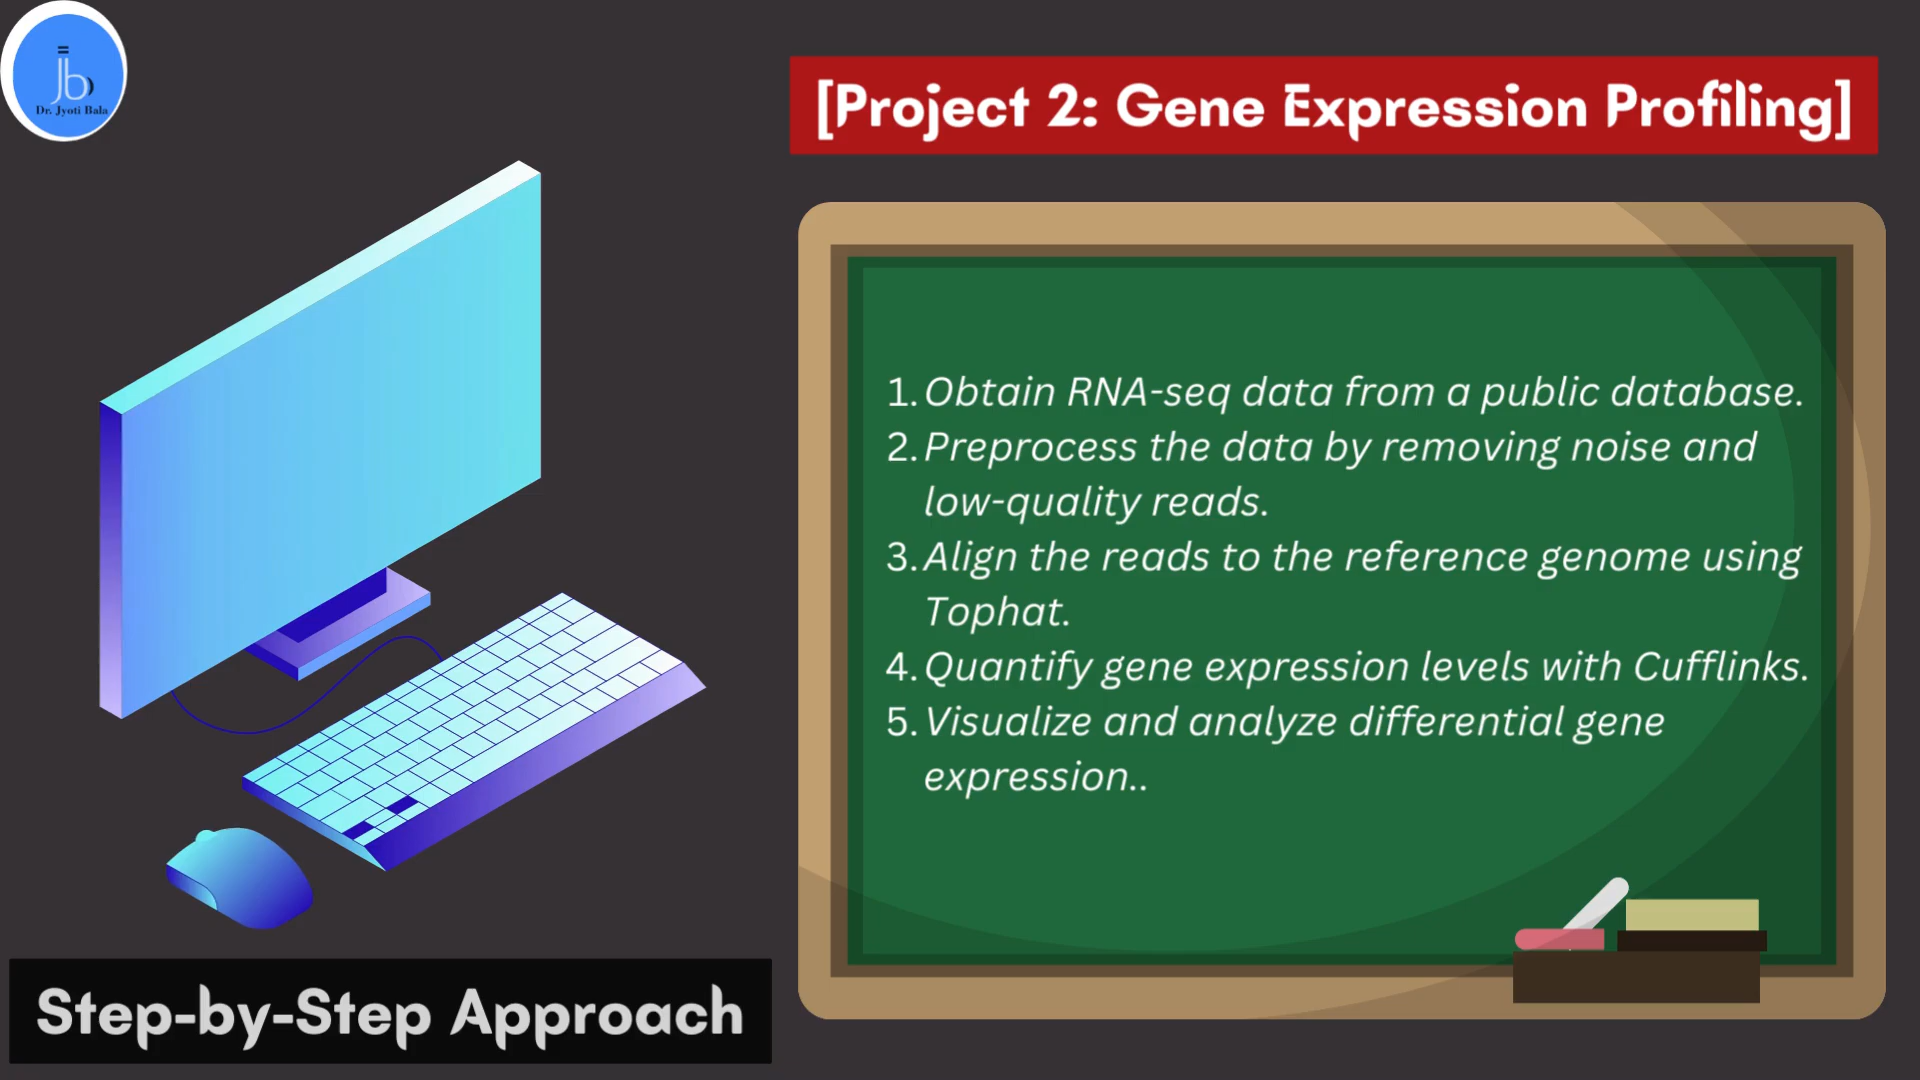 Dr. Jyoti Bala
[Project 2: Gene Expression Profiling]
1. Obtain RNA-seq data from a public database.
2. Preprocess the data by removing noise and
low-quality reads.
3. Align the reads to the reference genome using
Tophat.
4. Quantify gene expression levels with Cufflinks.
5. Visualize and analyze differential gene
expression..
Step-by-Step Approach